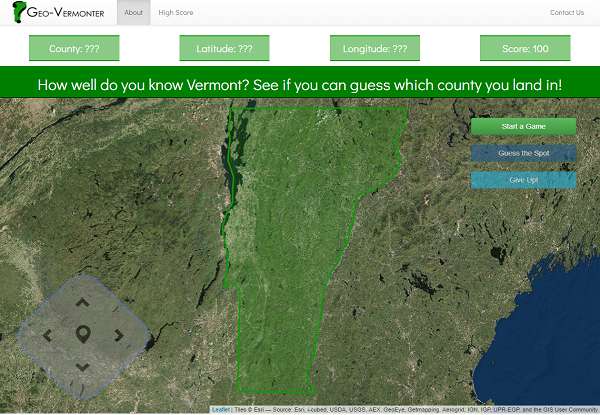 GEO-VERMONTER
About
High Score
Contact Us
County: ???
Latitude: ???
Longitude: ???
Score: 100
How well do you know Vermont? See if you can guess which county you land in!
Start a Game
Guess the Spot
Give Up!
Leaflet | Tiles © Esri — Source: Esri, i-cubed, USDA, USGS, AEX, GeoEye, Getmapping, Aerogrid, IGN, IGP, UPR-EGP, and the GIS User Community